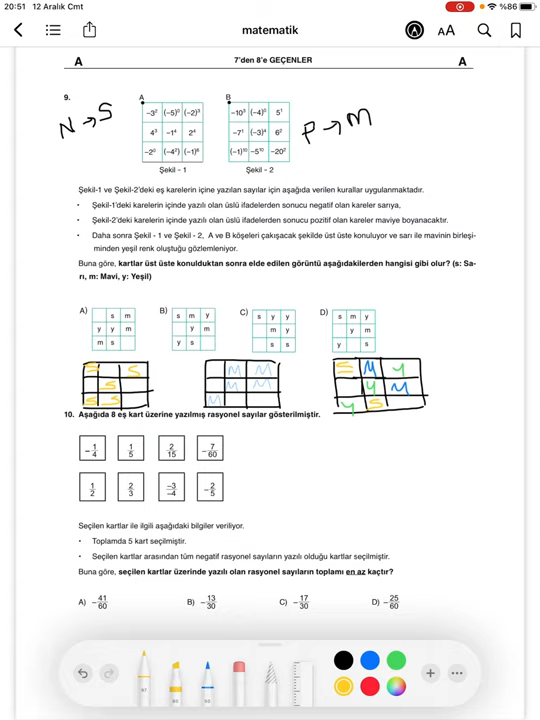 20:51 12 Aralık Cmt
%86
matematik
AA
A 7'den 8'e GEÇENLER A
9.
N → S
P → M
A B
−3² (−5)⁰ (−2)³ −10³ (−4)² 5¹
4³ −1⁴ 2⁴ −7¹ (−3)⁴ 6²
−2⁰ (−4²) (−1)⁶ (−1)¹⁰ −5¹⁰ −20²
Şekil - 1 Şekil - 2
Şekil-1 ve Şekil-2'deki eş karelerin içine yazılan sayılar için aşağıda verilen kurallar uygulanmaktadır.
• Şekil-1'deki karelerin içinde yazılı olan üslü ifadelerden sonucu negatif olan kareler sarıya,
• Şekil-2'deki karelerin içinde yazılı olan üslü ifadelerden sonucu pozitif olan kareler maviye boyanacaktır.
• Daha sonra Şekil - 1 ve Şekil - 2, A ve B köşeleri çakışacak şekilde üst üste konuluyor ve sarı ile mavinin birleşi-
minden yeşil renk oluştuğu gözlemleniyor.
Buna göre, kartlar üst üste konulduktan sonra elde edilen görüntü aşağıdakilerden hangisi gibi olur? (s: Sa-
rı, m: Mavi, y: Yeşil)
A) B) C) D)
s m s m y s y y s m y
y y m y m m y y m
m s y s s s y s
S S M M S M y
S M M y M
S S M y S
10. Aşağıda 8 eş kart üzerine yazılmış rasyonel sayılar gösterilmiştir.
−1/4 1/5 2/15 −7/60
1/2 2/3 −3/−4 −2/5
Seçilen kartlar ile ilgili aşağıdaki bilgiler veriliyor.
• Toplamda 5 kart seçilmiştir.
• Seçilen kartlar arasından tüm negatif rasyonel sayıların yazılı olduğu kartlar seçilmiştir.
Buna göre, seçilen kartlar üzerinde yazılı olan rasyonel sayıların toplamı en az kaçtır?
A) −41/60 B) −13/30 C) −17/30 D) −25/60